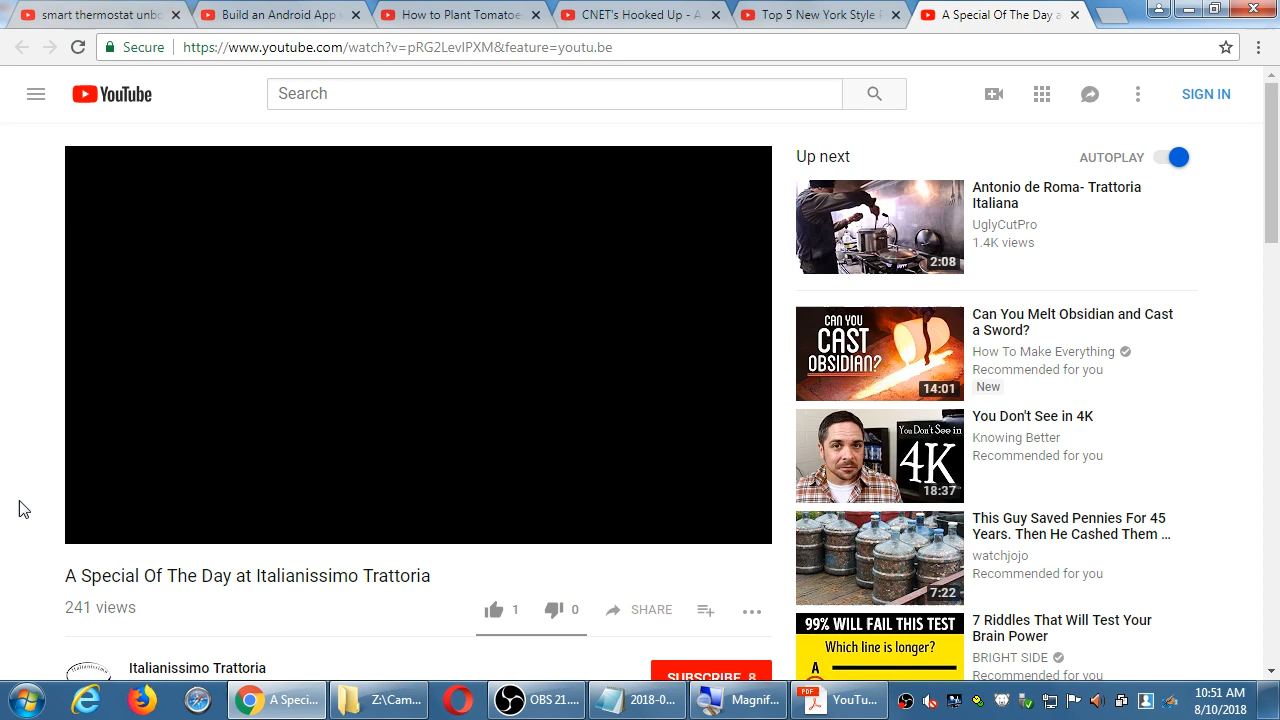 smart thermostat unb
Build an Android App
How to Plant Tomatoe
CNET's Hooked Up - A
Top 5 New York Style
A Special Of The Day a
Secure
https://www.youtube.com/watch?v=pRG2LevIPXM&feature=youtu.be
YouTube
Search
SIGN IN
Up next
AUTOPLAY
Antonio de Roma- Trattoria
Italiana
UglyCutPro
1.4K views
2:08
CAN YOU
CAST
OBSIDIAN?
14:01
Can You Melt Obsidian and Cast
a Sword?
How To Make Everything
Recommended for you
New
You Don't See in
4K
18:37
You Don't See in 4K
Knowing Better
Recommended for you
7:22
This Guy Saved Pennies For 45
Years. Then He Cashed Them ...
watchjojo
Recommended for you
99% WILL FAIL THIS TEST
Which line is longer?
A
7 Riddles That Will Test Your
Brain Power
BRIGHT SIDE
Recommended for you
A Special Of The Day at Italianissimo Trattoria
241 views
1
0
SHARE
Italianissimo Trattoria
SUBSCRIBE 8
A Speci...
Z:\Cam...
OBS 21....
2018-0...
Magnif...
PDF
YouTu...
10:51 AM
8/10/2018